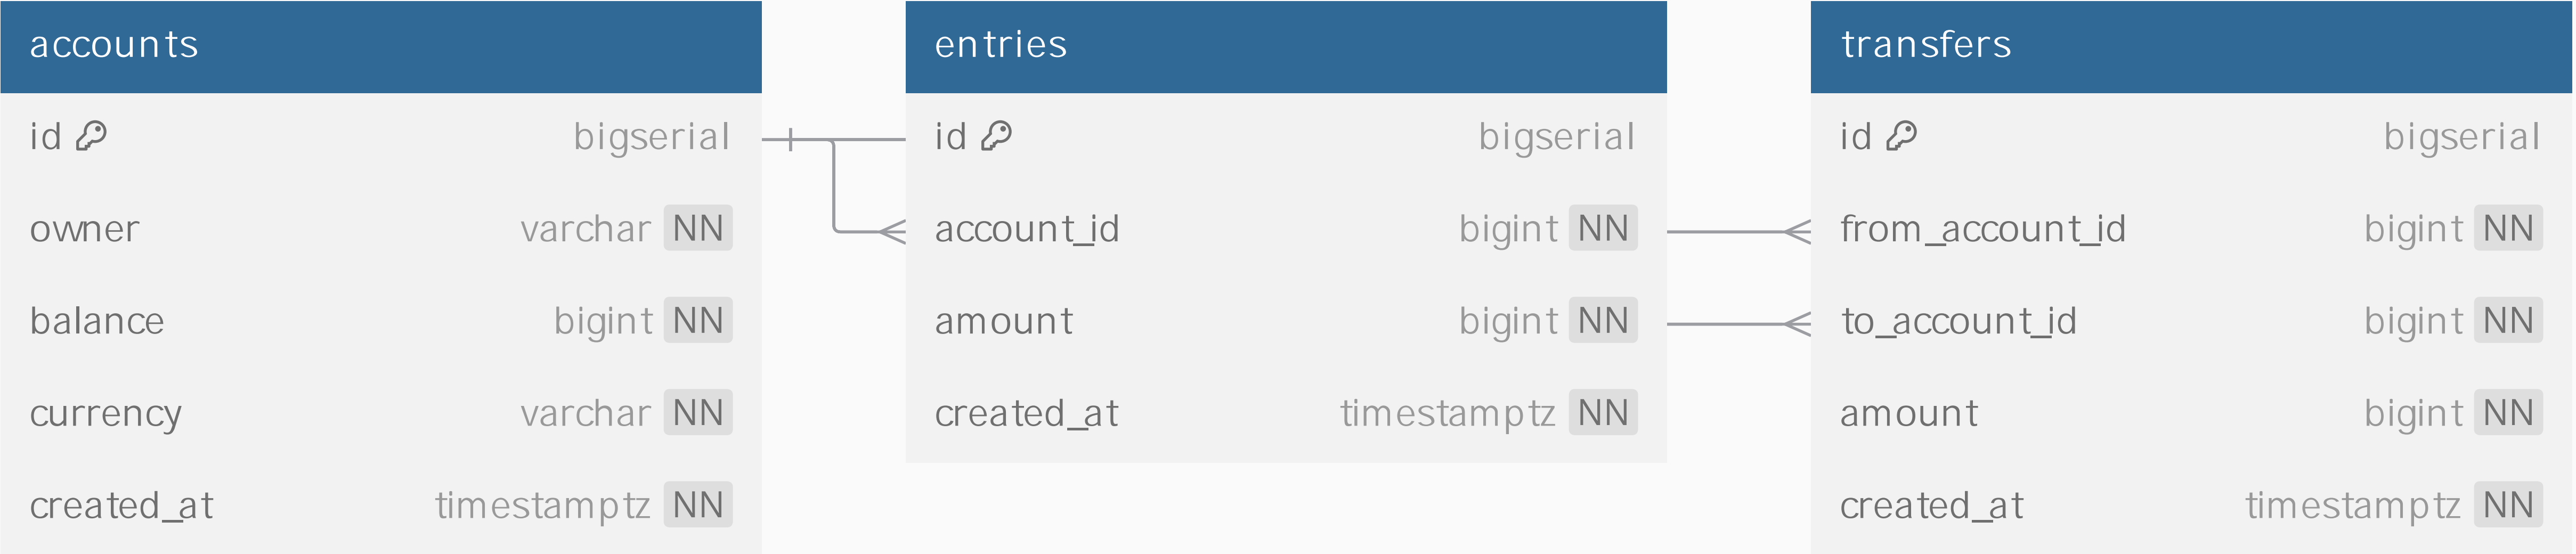 accounts
id bigserial
owner varchar NN
balance bigint NN
currency varchar NN
created_at timestamptz NN
entries
id bigserial
account_id bigint NN
amount bigint NN
created_at timestamptz NN
transfers
id bigserial
from_account_id bigint NN
to_account_id bigint NN
amount bigint NN
created_at timestamptz NN